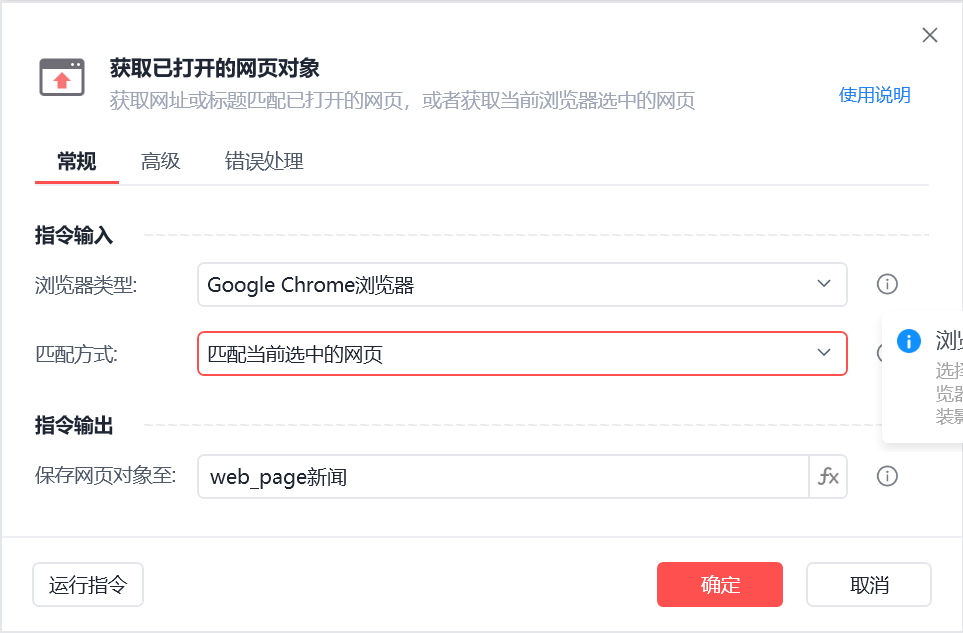 获取已打开的网页对象
获取网址或标题匹配已打开的网页，或者获取当前浏览器选中的网页
使用说明
常规 高级 错误处理
指令输入
浏览器类型: Google Chrome浏览器
匹配方式: 匹配当前选中的网页
浏
选择
览器
装影
指令输出
保存网页对象至: web_page新闻 fx
运行指令 确定 取消